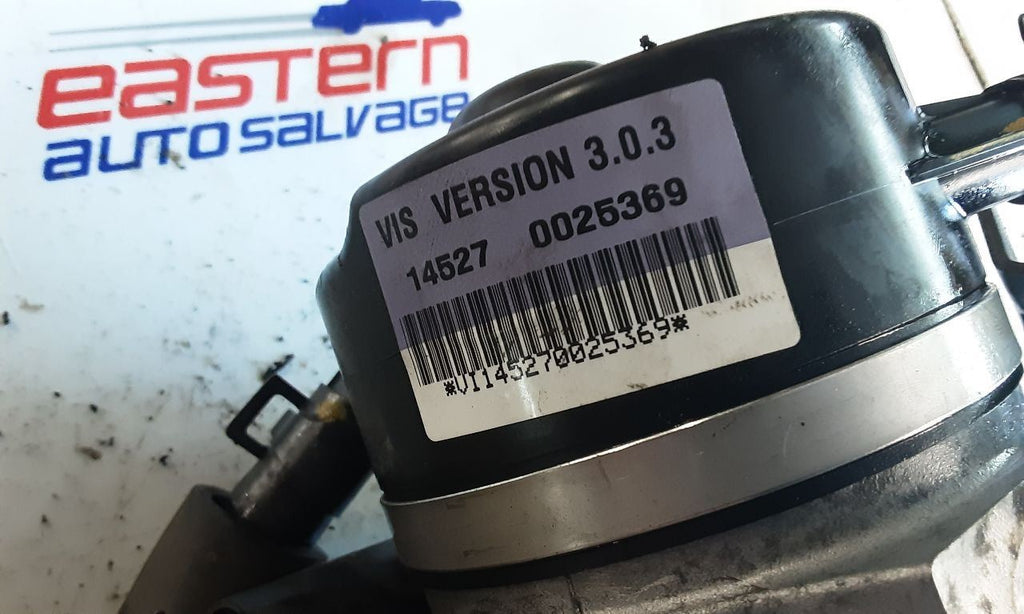 eastern
AUTO SALVAGE
VIS VERSION 3.0.3
14527 0025369
*VI145270025369*